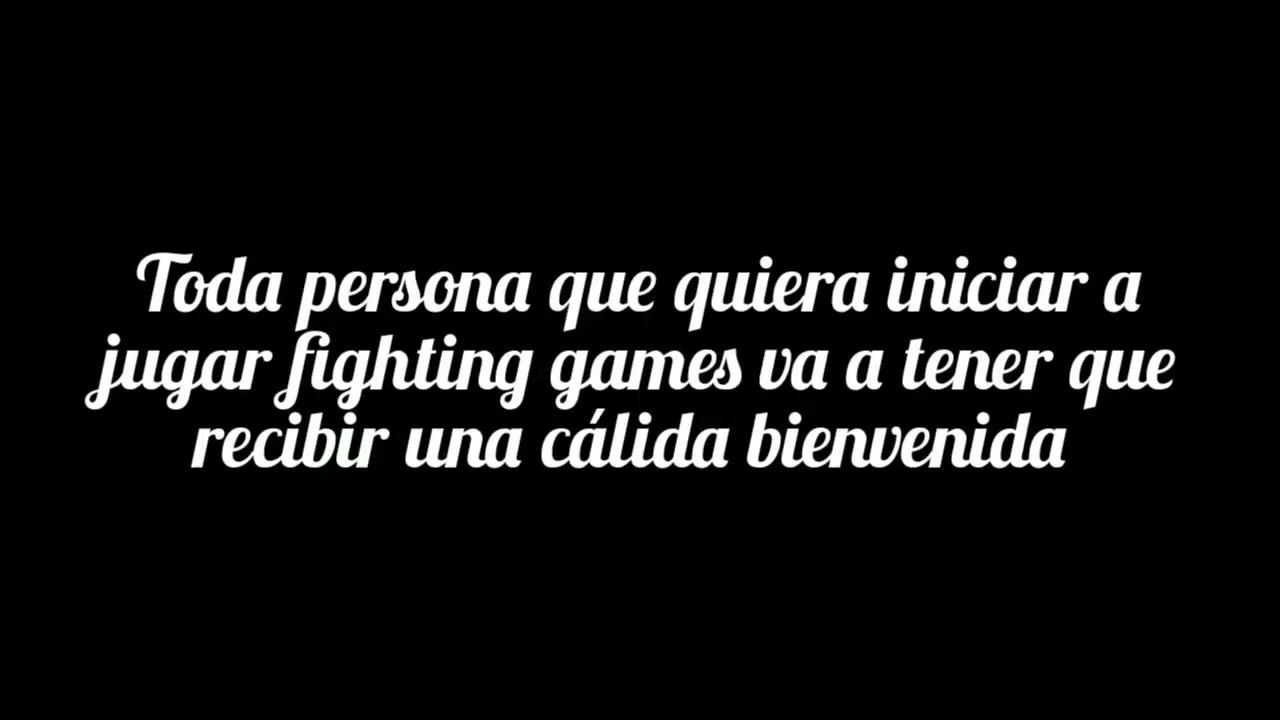 Toda persona que quiera iniciar a
jugar fighting games va a tener que
recibir una cálida bienvenida